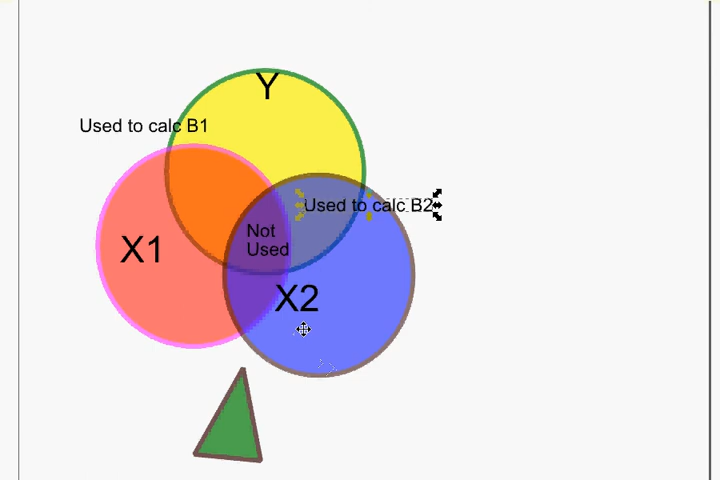 Y
Used to calc B1
Used to calc B2
Not
Used
X1
X2